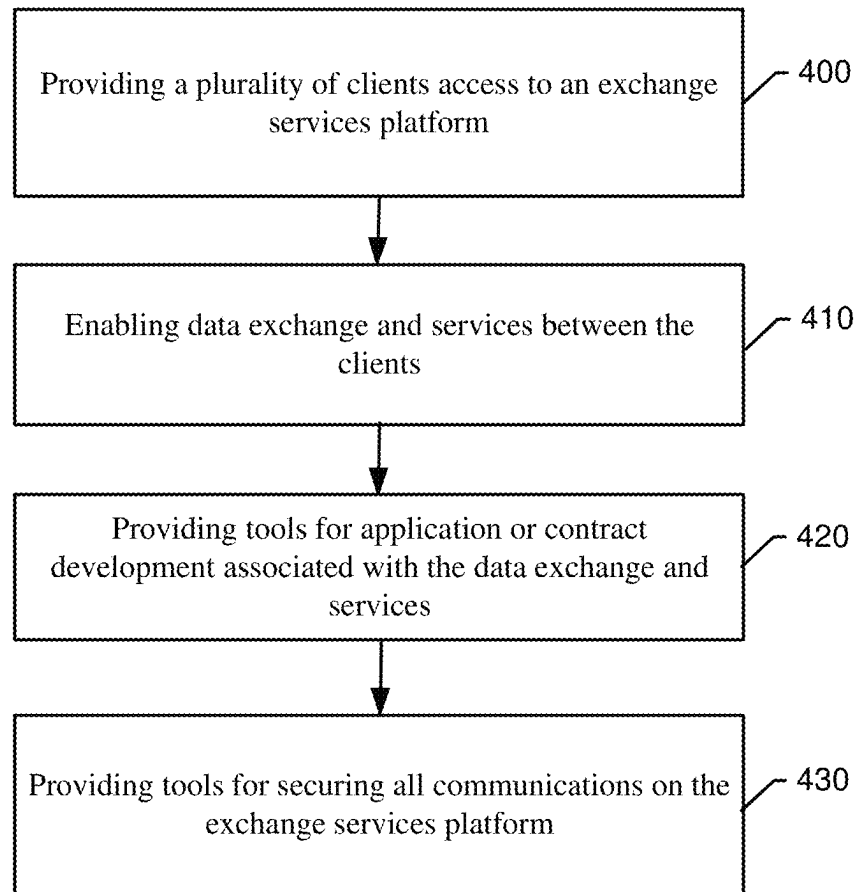 Providing a plurality of clients access to an exchange
services platform
400
Enabling data exchange and services between the
clients
410
Providing tools for application or contract
development associated with the data exchange and
services
420
Providing tools for securing all communications on the
exchange services platform
430